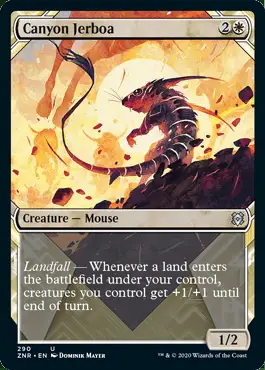 Canyon Jerboa 2
Creature — Mouse
Landfall — Whenever a land enters
the battlefield under your control,
creatures you control get +1/+1 until
end of turn.
1/2
290 U
ZNR • EN DOMINIK MAYER ™ & © 2020 Wizards of the Coast